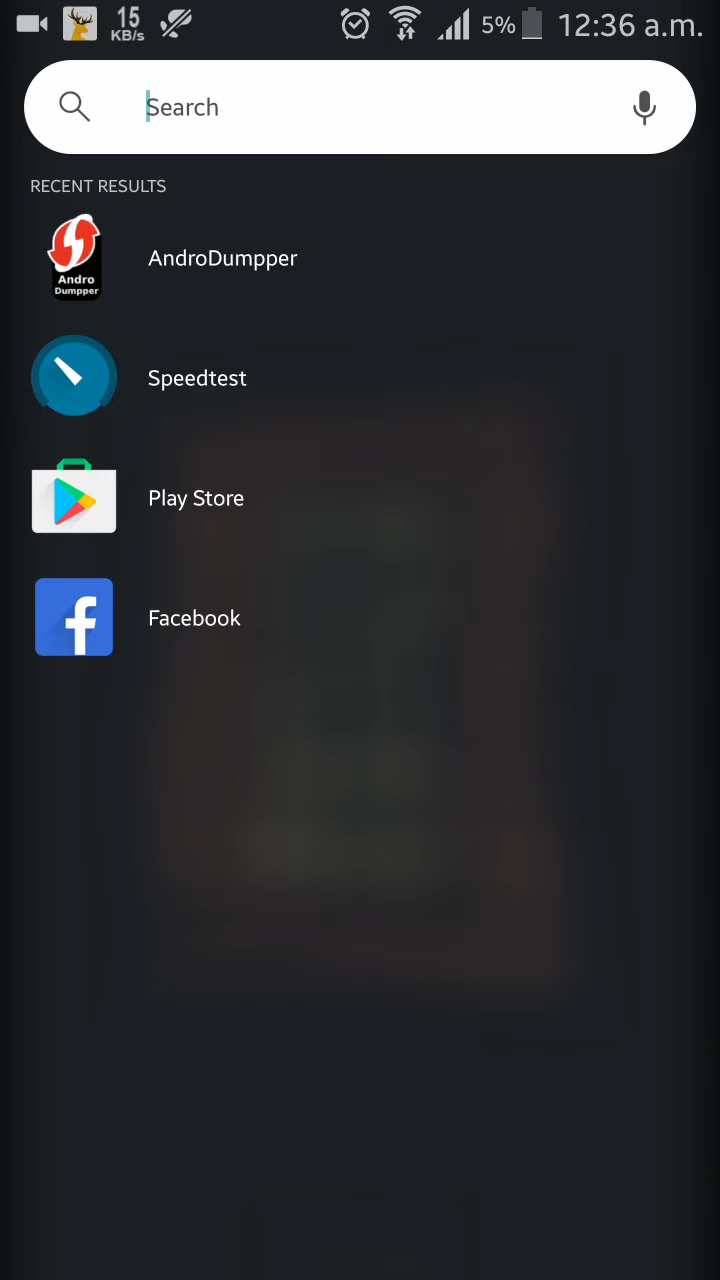 15
KB/s
5%
12:36 a.m.
Search
RECENT RESULTS
Andro
Dumpper
AndroDumpper
Speedtest
Play Store
Facebook